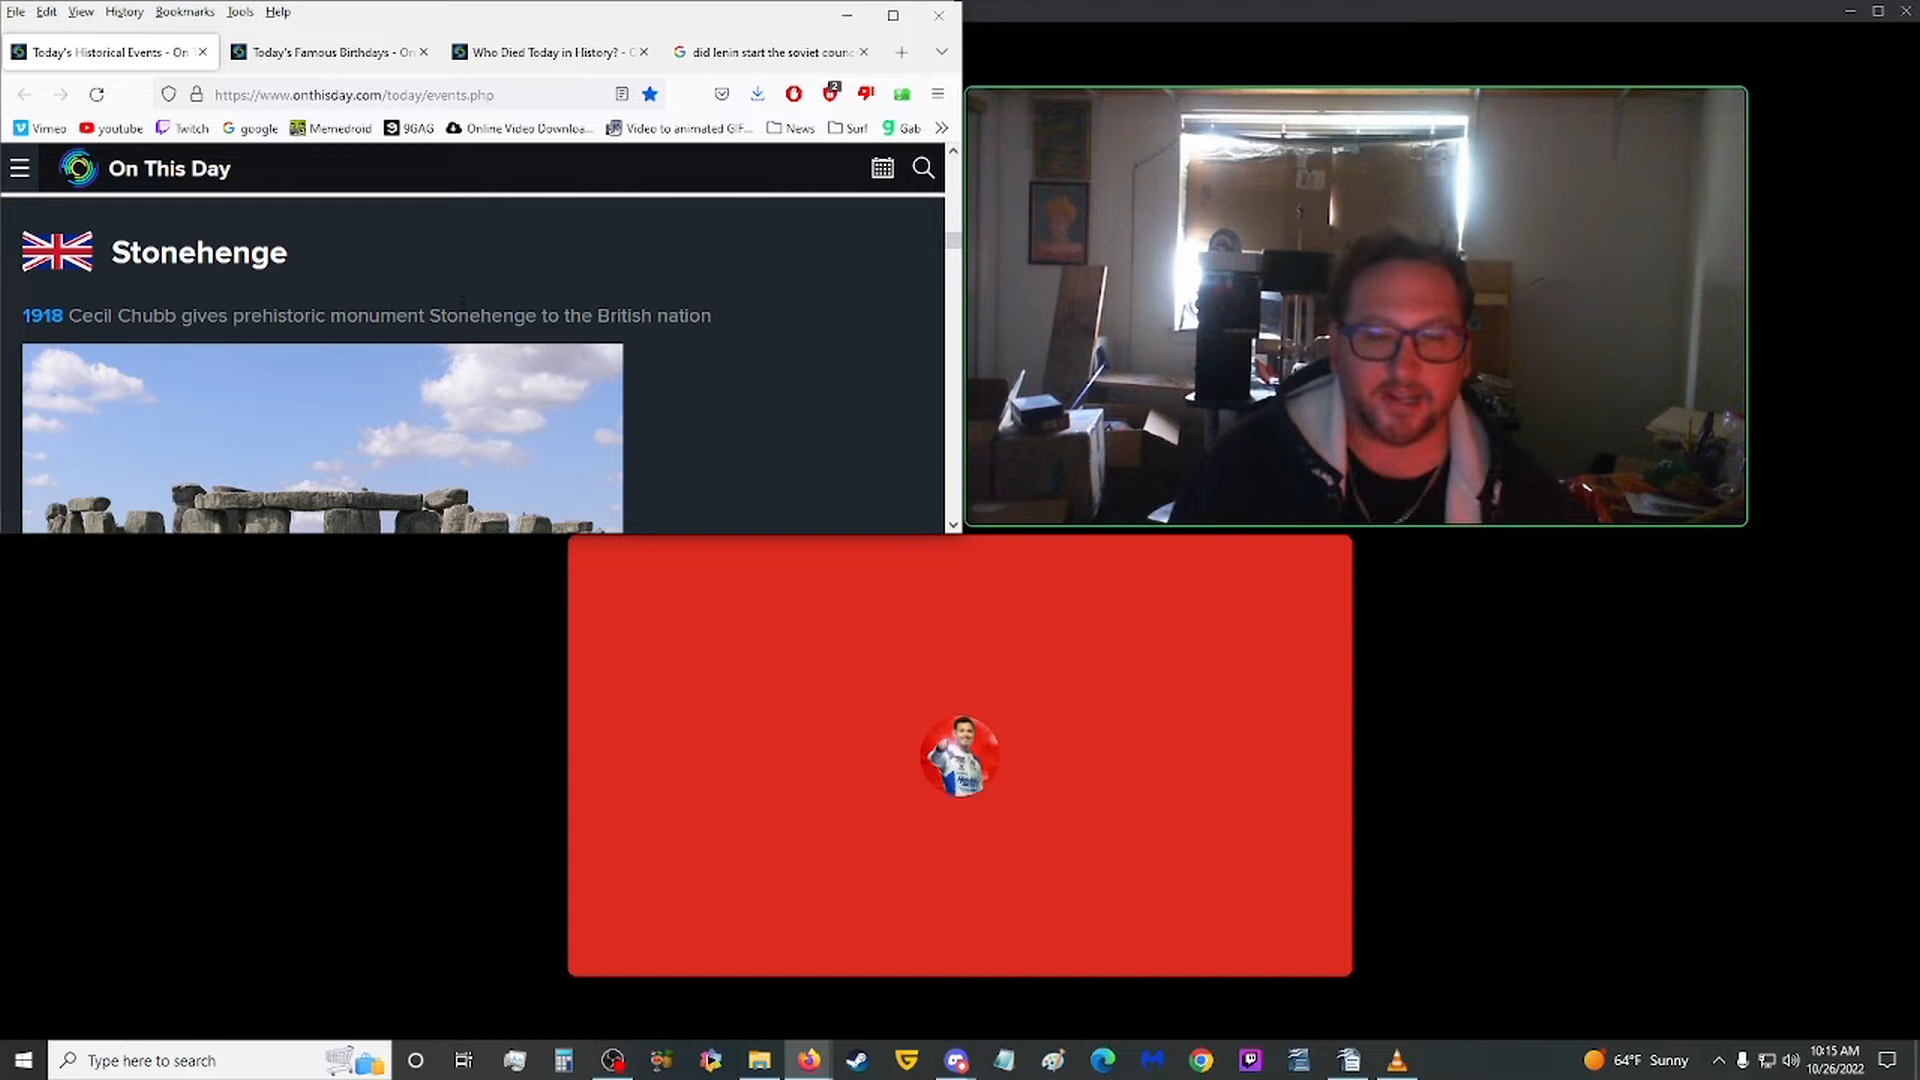 File Edit View History Bookmarks Tools Help
Today's Historical Events - On
Today's Famous Birthdays - On
Who Died Today in History? -
did lenin start the soviet counc
https://www.onthisday.com/today/events.php
2
Vimeo youtube Twitch google Memedroid 9GAG Online Video Downloa... Video to animated GIF... News Surf Gab
On This Day
Stonehenge
1918 Cecil Chubb gives prehistoric monument Stonehenge to the British nation
Type here to search
64°F Sunny
10:15 AM
10/26/2022